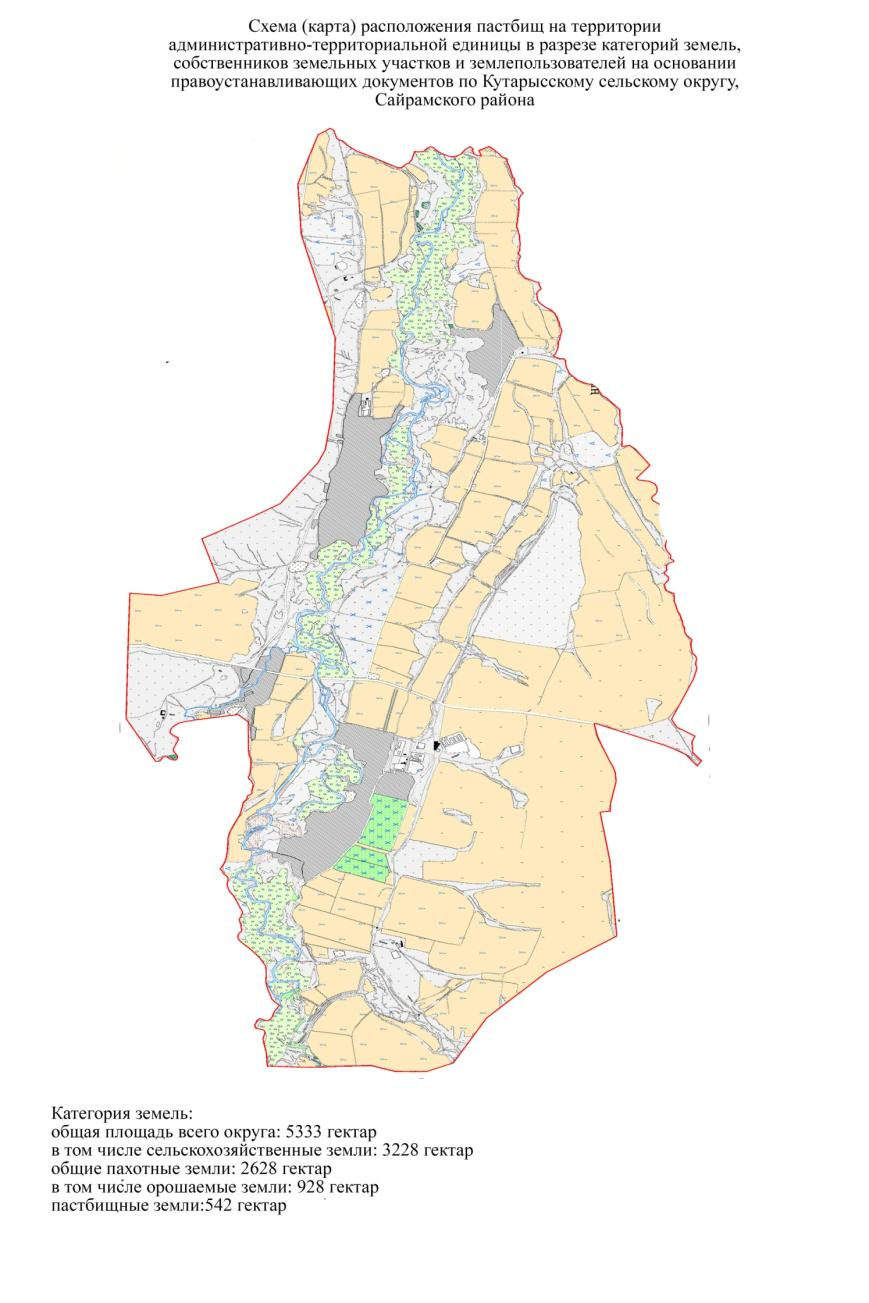 Схема (карта) расположения пастбищ на территории
административно-территориальной единицы в разрезе категорий земель,
собственников земельных участков и землепользователей на основании
правоустанавливающих документов по Кутарысскому сельскому округу,
Сайрамского района
Категория земель:
общая площадь всего округа: 5333 гектар
в том числе сельскохозяйственные земли: 3228 гектар
общие пахотные земли: 2628 гектар
в том числе орошаемые земли: 928 гектар
пастбищные земли:542 гектар